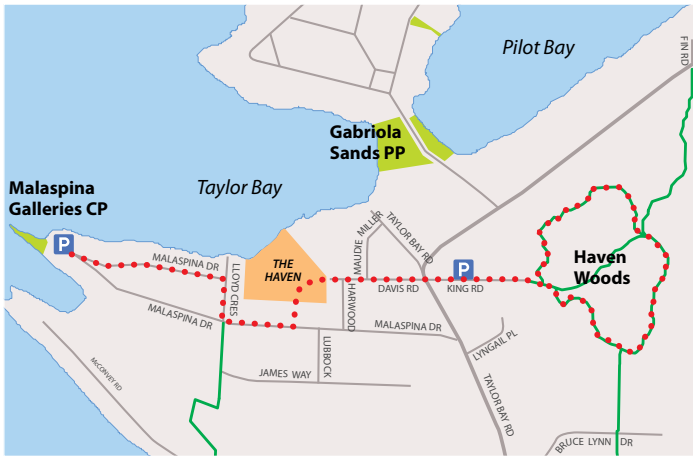 Pilot Bay
FIN RD
Gabriola
Sands PP
Malaspina
Galleries CP
Taylor Bay
P
MALASPINA DR
LLOYD CRES
THE
HAVEN
MAUDIE MILLER
TAYLOR BAY RD
P
DAVIS RD
KING RD
HARWOOD
Haven
Woods
MALASPINA DR
MALASPINA DR
LUBBOCK
LYNGAIL PL
JAMES WAY
McCONVEY RD
TAYLOR BAY RD
BRUCE LYNN DR